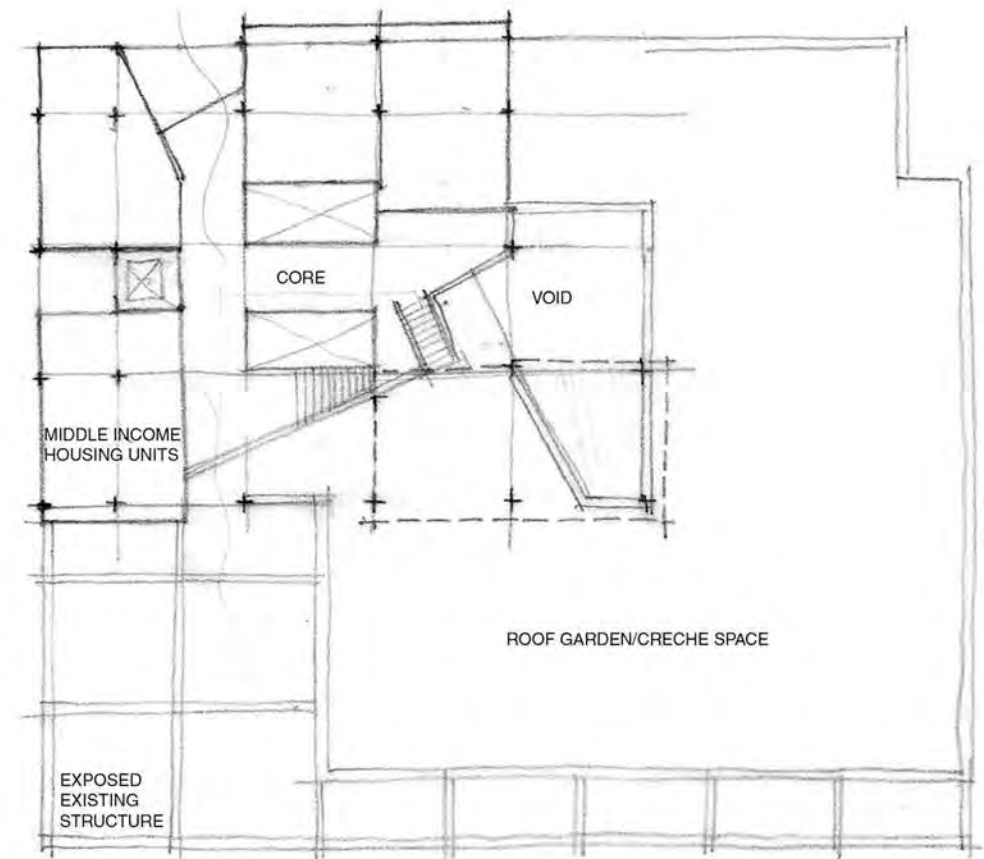 CORE
VOID
MIDDLE INCOME
HOUSING UNITS
ROOF GARDEN/CRECHE SPACE
EXPOSED
EXISTING
STRUCTURE